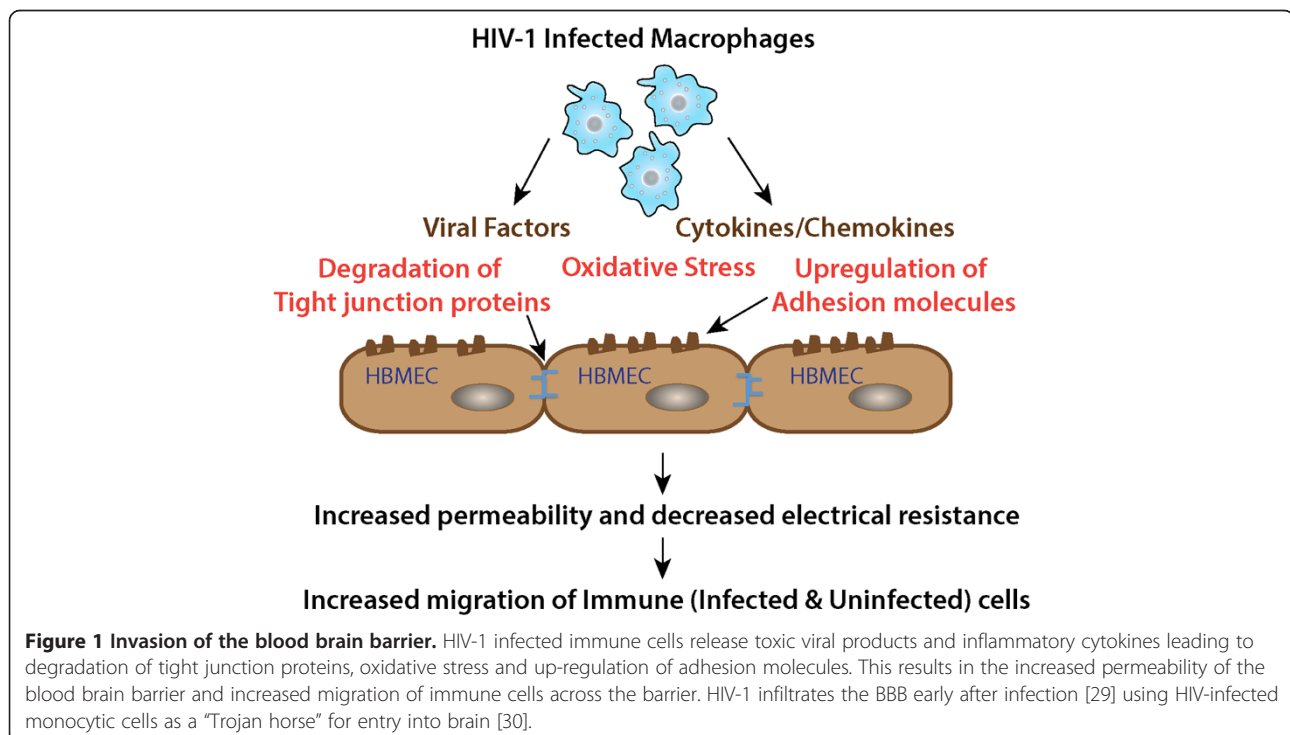 HIV-1 Infected Macrophages
Viral Factors
Cytokines/Chemokines
Degradation of
Tight junction proteins
Oxidative Stress
Upregulation of
Adhesion molecules
HBMEC
HBMEC
HBMEC
Increased permeability and decreased electrical resistance
Increased migration of Immune (Infected & Uninfected) cells
Figure 1 Invasion of the blood brain barrier. HIV-1 infected immune cells release toxic viral products and inflammatory cytokines leading to
degradation of tight junction proteins, oxidative stress and up-regulation of adhesion molecules. This results in the increased permeability of the
blood brain barrier and increased migration of immune cells across the barrier. HIV-1 infiltrates the BBB early after infection [29] using HIV-infected
monocytic cells as a “Trojan horse” for entry into brain [30].